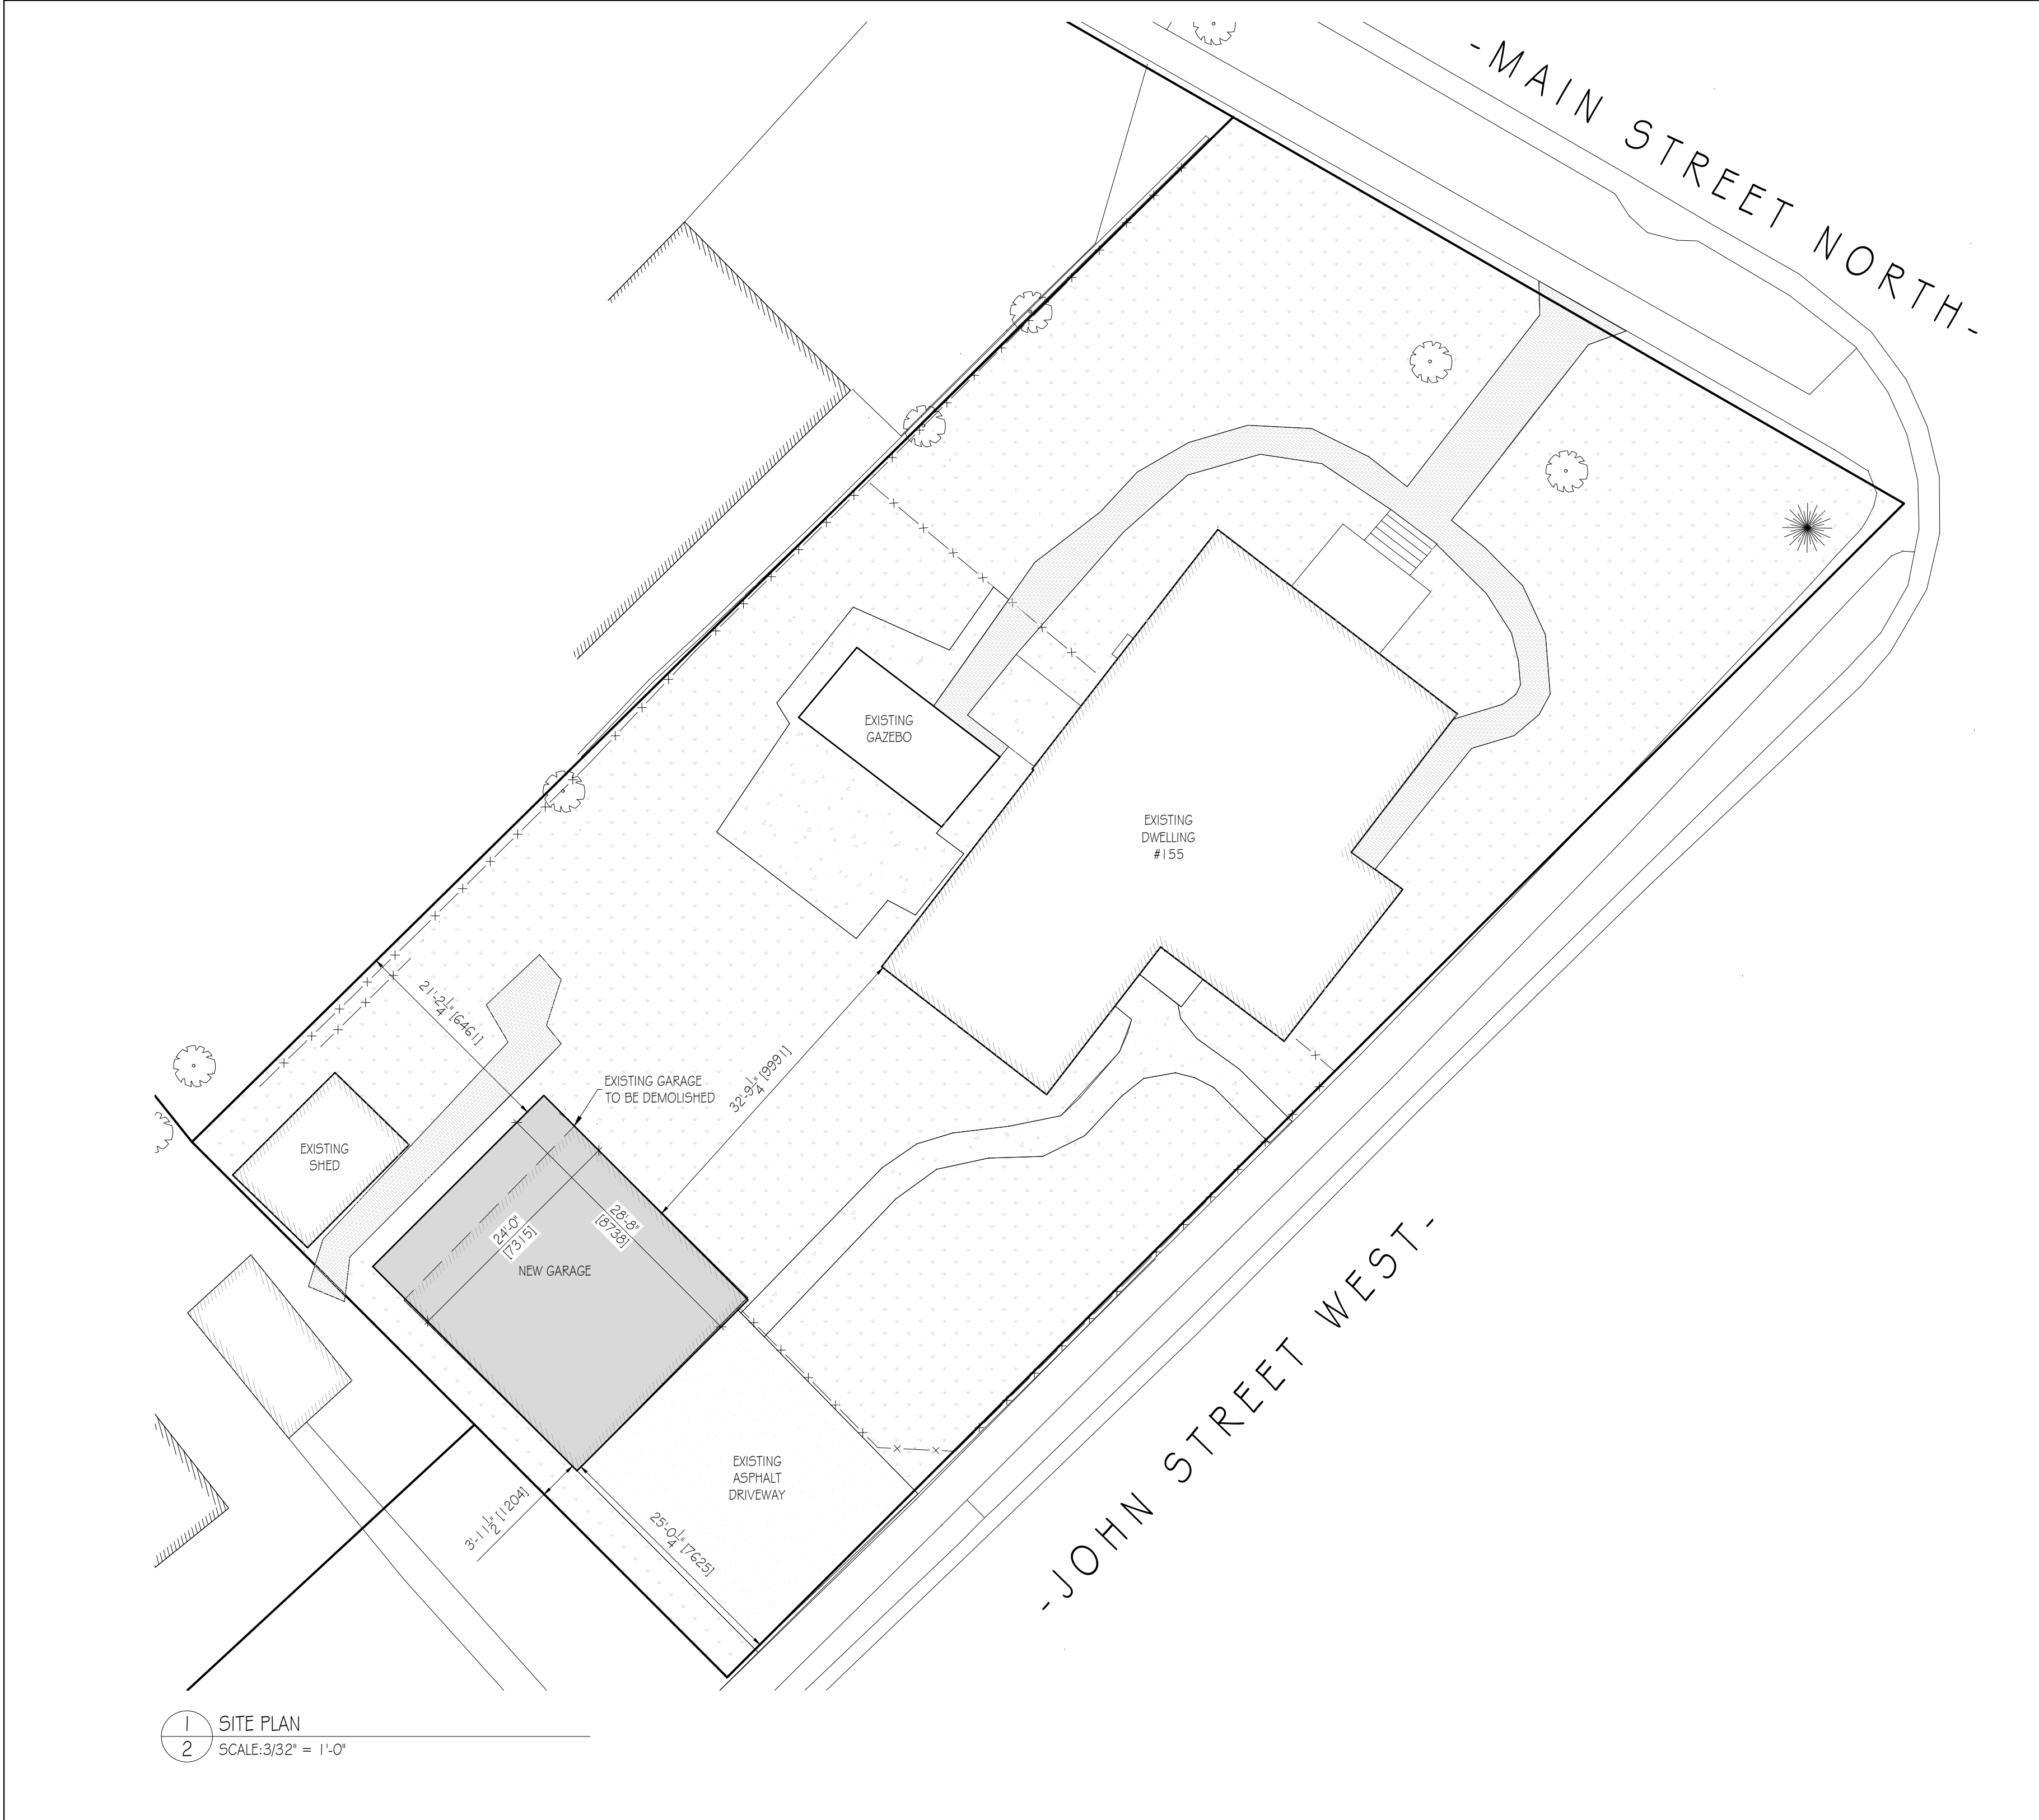 -MAIN STREET NORTH-
EXISTING
GAZEBO
EXISTING
DWELLING
#155
21'-2 1/4" [6461]
32'-9 1/4" [9991]
EXISTING GARAGE
TO BE DEMOLISHED
EXISTING
SHED
24'-0"
[7315]
28'-8"
[8738]
NEW GARAGE
-JOHN STREET WEST-
EXISTING
ASPHALT
DRIVEWAY
3'-11 1/2" [1204]
25'-0 1/4" [7625]
1
2
SITE PLAN
SCALE:3/32" = 1'-0"